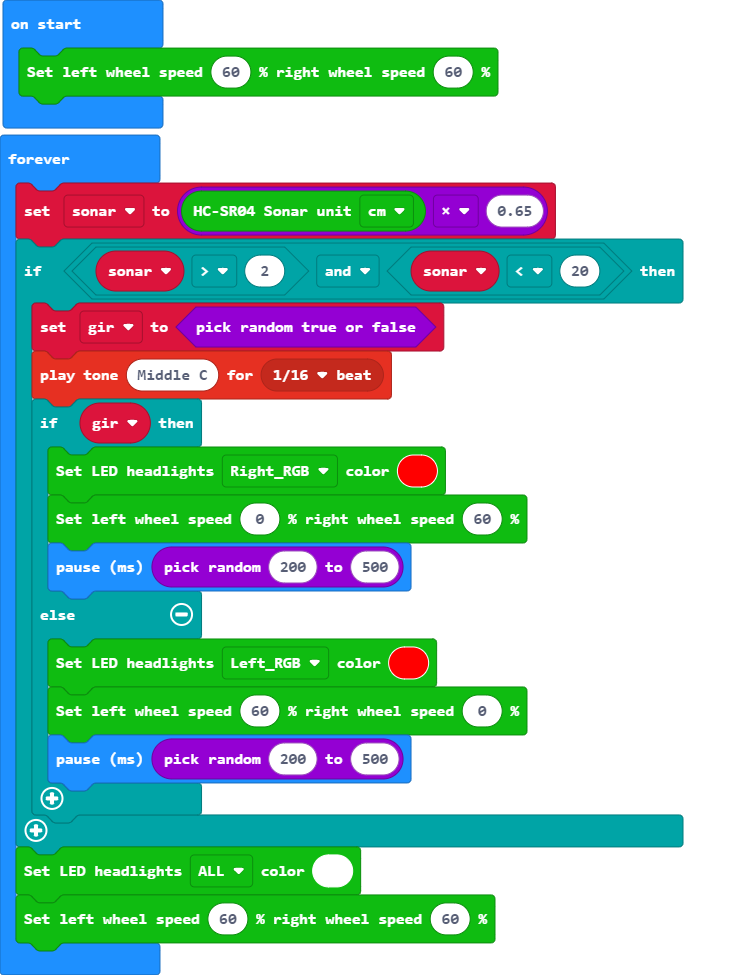 on start
Set left wheel speed 60 % right wheel speed 60 %
forever
set sonar to HC-SR04 Sonar unit cm × 0.65
if sonar > 2 and sonar < 20 then
set gir to pick random true or false
play tone Middle C for 1/16 beat
if gir then
Set LED headlights Right_RGB color
Set left wheel speed 0 % right wheel speed 60 %
pause (ms) pick random 200 to 500
else
Set LED headlights Left_RGB color
Set left wheel speed 60 % right wheel speed 0 %
pause (ms) pick random 200 to 500
Set LED headlights ALL color
Set left wheel speed 60 % right wheel speed 60 %